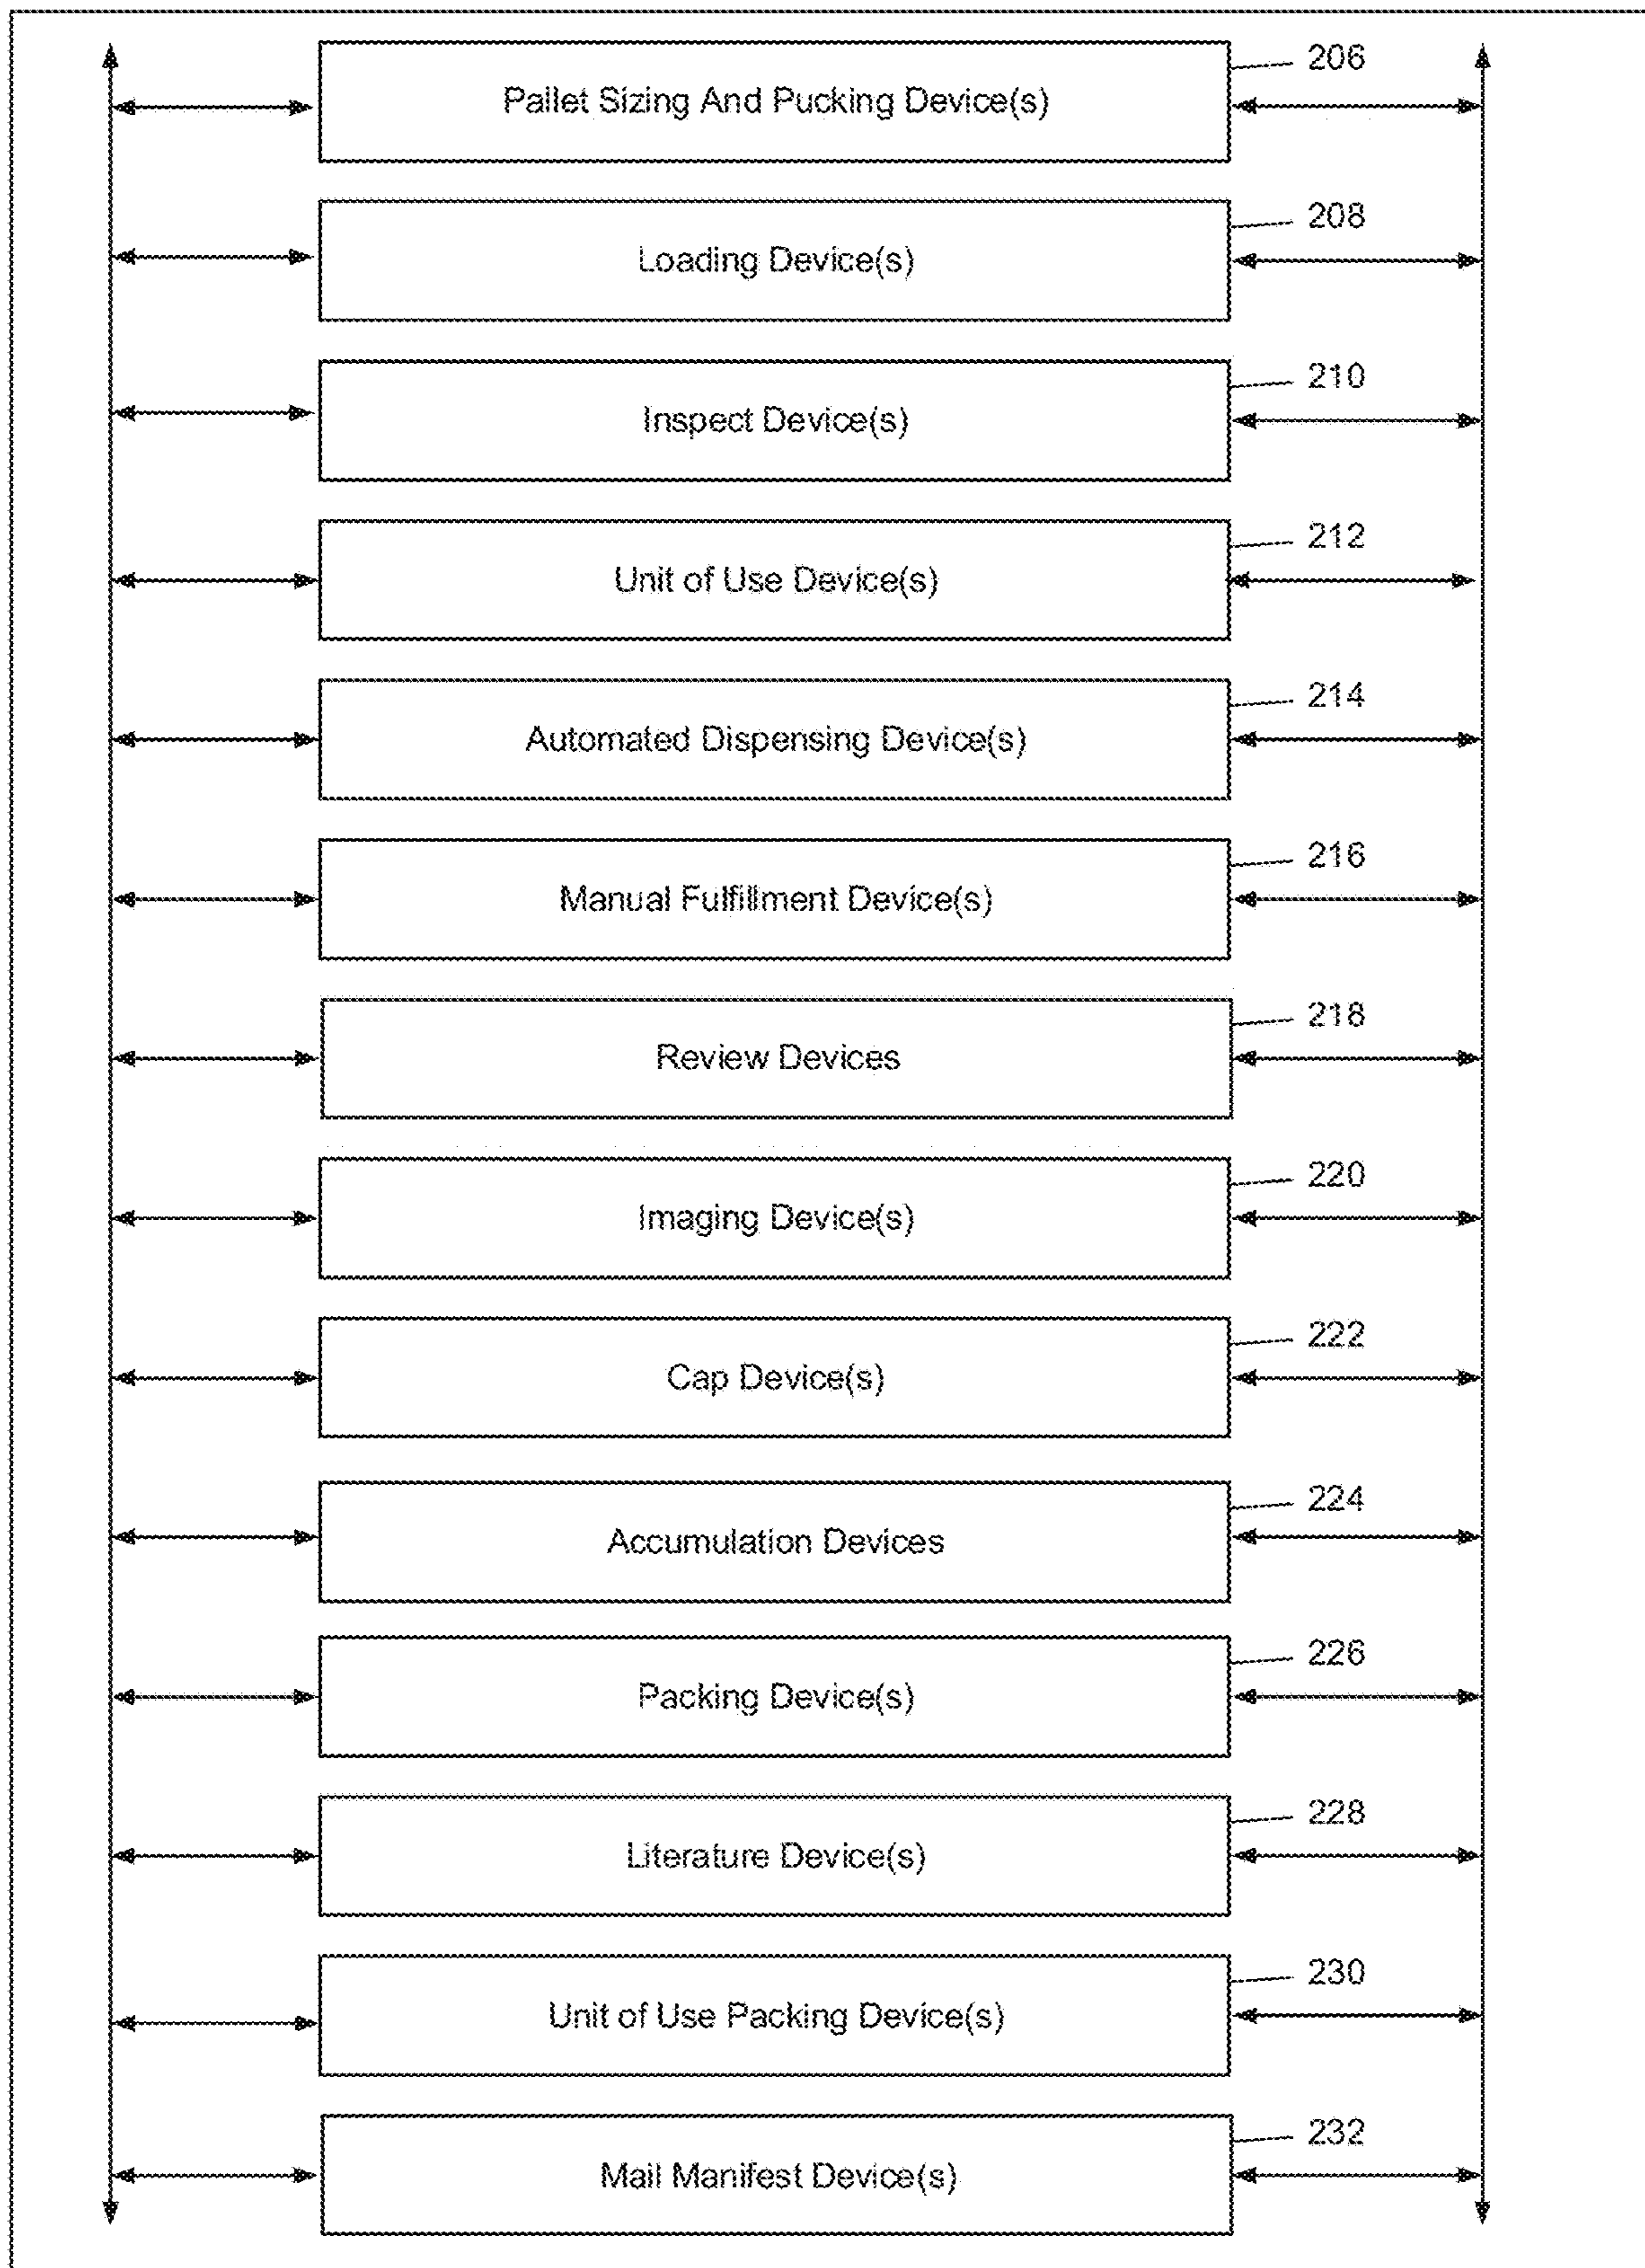 206
Pallet Sizing And Pucking Device(s)
208
Loading Device(s)
210
Inspect Device(s)
212
Unit of Use Device(s)
214
Automated Dispensing Device(s)
216
Manual Fulfillment Device(s)
218
Review Devices
220
Imaging Device(s)
222
Cap Device(s)
224
Accumulation Devices
226
Packing Device(s)
228
Literature Device(s)
230
Unit of Use Packing Device(s)
232
Mail Manifest Device(s)